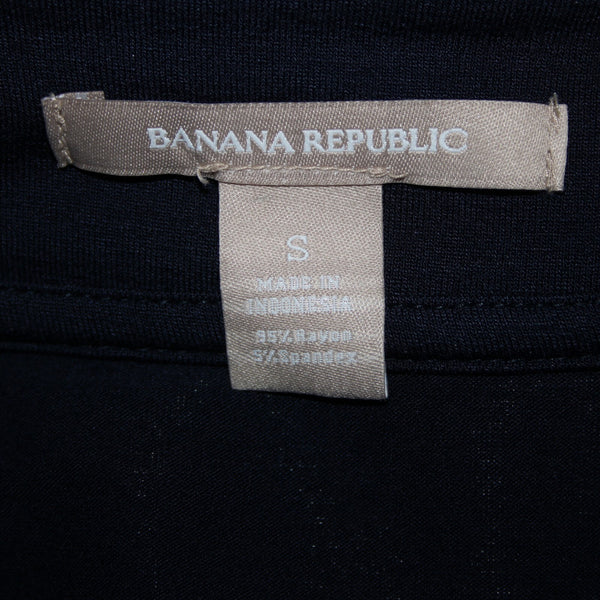 BANANA REPUBLIC
S
MADE IN
INDONESIA
95% Rayon
5% Spandex